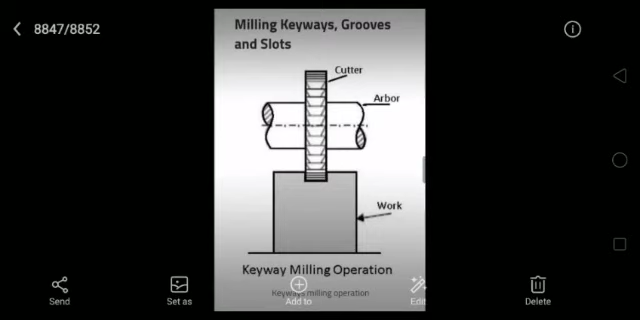 8847/8852
Milling Keyways, Grooves
and Slots
Cutter
Arbor
Work
Keyway Milling Operation
Keyways milling operation
Send
Set as
Add to
Edit
Delete